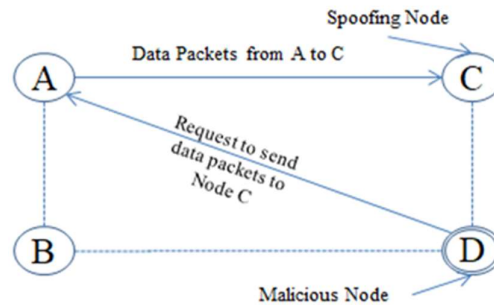 Spoofing Node
Data Packets from A to C
A
C
Request to send
data packets to
Node C
B
D
Malicious Node